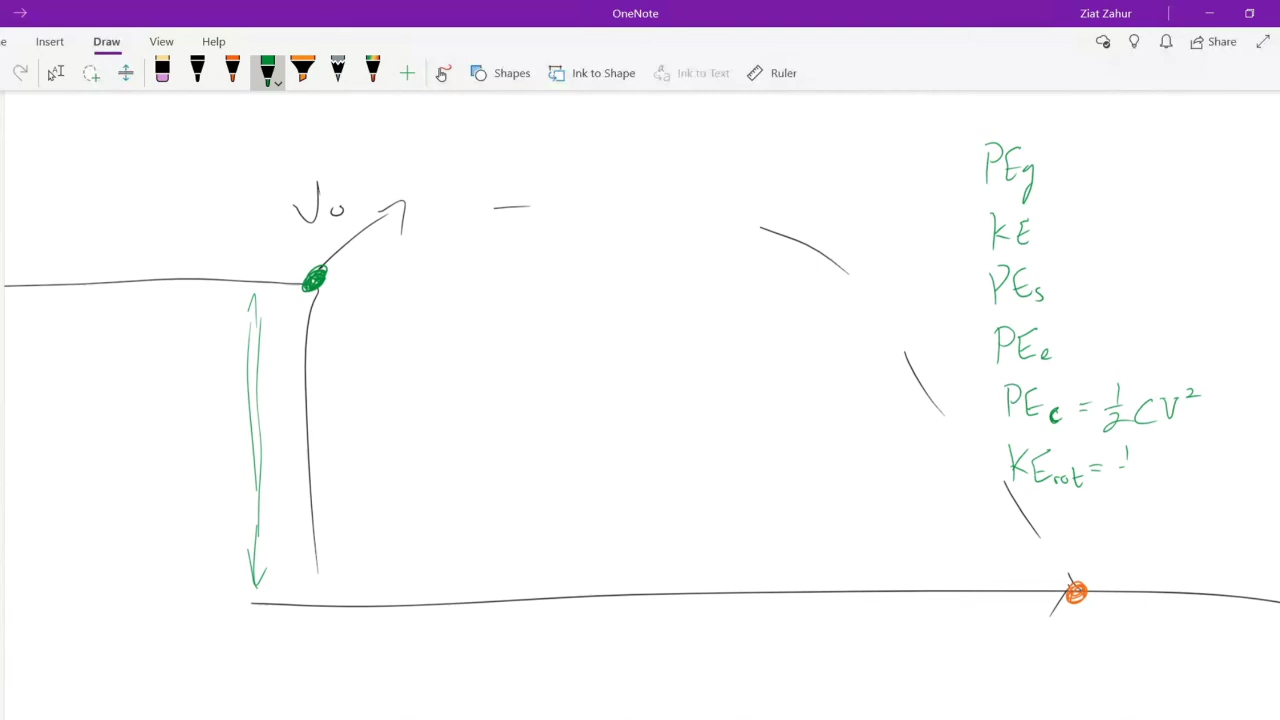 OneNote
Ziat Zahur
Insert Draw View Help
Share
Shapes Ink to Shape Ink to Text Ruler
V₀
PEg
KE
PEs
PEe
PEc = ½CV²
KErot =